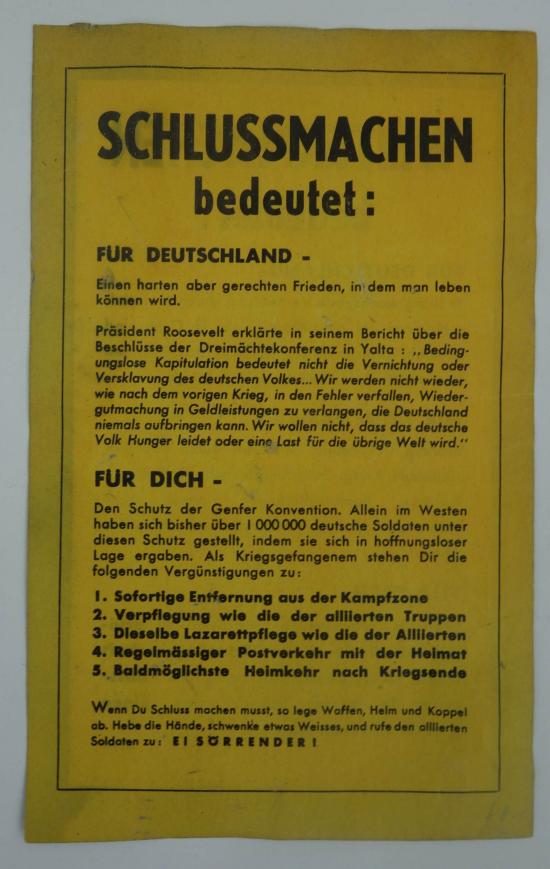 SCHLUSSMACHEN
bedeutet:
FÜR DEUTSCHLAND -
Einen harten aber gerechten Frieden, in dem man leben
können wird.
Präsident Roosevelt erklärte in seinem Bericht über die
Beschlüsse der Dreimächtekonferenz in Yalta : „Beding-
ungslose Kapitulation bedeutet nicht die Vernichtung oder
Versklavung des deutschen Volkes... Wir werden nicht wieder,
wie nach dem vorigen Krieg, in den Fehler verfallen, Wieder-
gutmachung in Geldleistungen zu verlangen, die Deutschland
niemals aufbringen kann. Wir wollen nicht, dass das deutsche
Volk Hunger leidet oder eine Last für die übrige Welt wird."
FÜR DICH -
Den Schutz der Genfer Konvention. Allein im Westen
haben sich bisher über 1 000 000 deutsche Soldaten unter
diesen Schutz gestellt, indem sie sich in hoffnungsloser
Lage ergaben. Als Kriegsgefangenem stehen Dir die
folgenden Vergünstigungen zu:
1. Sofortige Entfernung aus der Kampfzone
2. Verpflegung wie die der alliierten Truppen
3. Dieselbe Lazarettpflege wie die der Alliierten
4. Regelmässiger Postverkehr mit der Heimat
5. Baldmöglichste Heimkehr nach Kriegsende
Wenn Du Schluss machen musst, so lege Waffen, Helm und Koppel
ab. Hebe die Hände, schwenke etwas Weisses, und rufe den alliierten
Soldaten zu: EI SÖRRENDER!